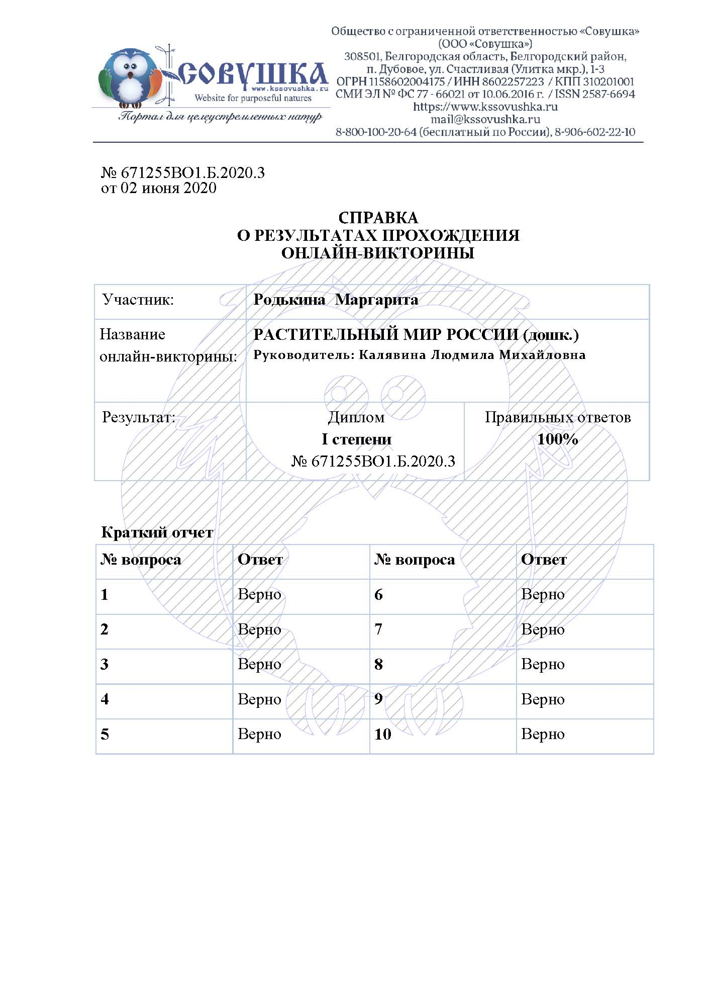 СОВУШКА
www.kssovushka.ru
Website for purposeful natures
Портал для целеустремленных натур
Общество с ограниченной ответственностью «Совушка»
(ООО «Совушка»)
308501, Белгородская область, Белгородский район,
п. Дубовое, ул. Счастливая (Улитка мкр.), 1-3
ОГРН 1158602004175 / ИНН 8602257223 / КПП 310201001
СМИ ЭЛ № ФС 77 - 66021 от 10.06.2016 г. / ISSN 2587-6694
https://www.kssovushka.ru
mail@kssovushka.ru
8-800-100-20-64 (бесплатный по России), 8-906-602-22-10
№ 671255ВО1.Б.2020.3
от 02 июня 2020
СПРАВКА
О РЕЗУЛЬТАТАХ ПРОХОЖДЕНИЯ
ОНЛАЙН-ВИКТОРИНЫ
Участник: Родькина Маргарита
Название РАСТИТЕЛЬНЫЙ МИР РОССИИ (дошк.)
онлайн-викторины: Руководитель: Калявина Людмила Михайловна
Результат: Диплом Правильных ответов
I степени 100%
№ 671255ВО1.Б.2020.3
Краткий отчет
№ вопроса Ответ № вопроса Ответ
1 Верно 6 Верно
2 Верно 7 Верно
3 Верно 8 Верно
4 Верно 9 Верно
5 Верно 10 Верно